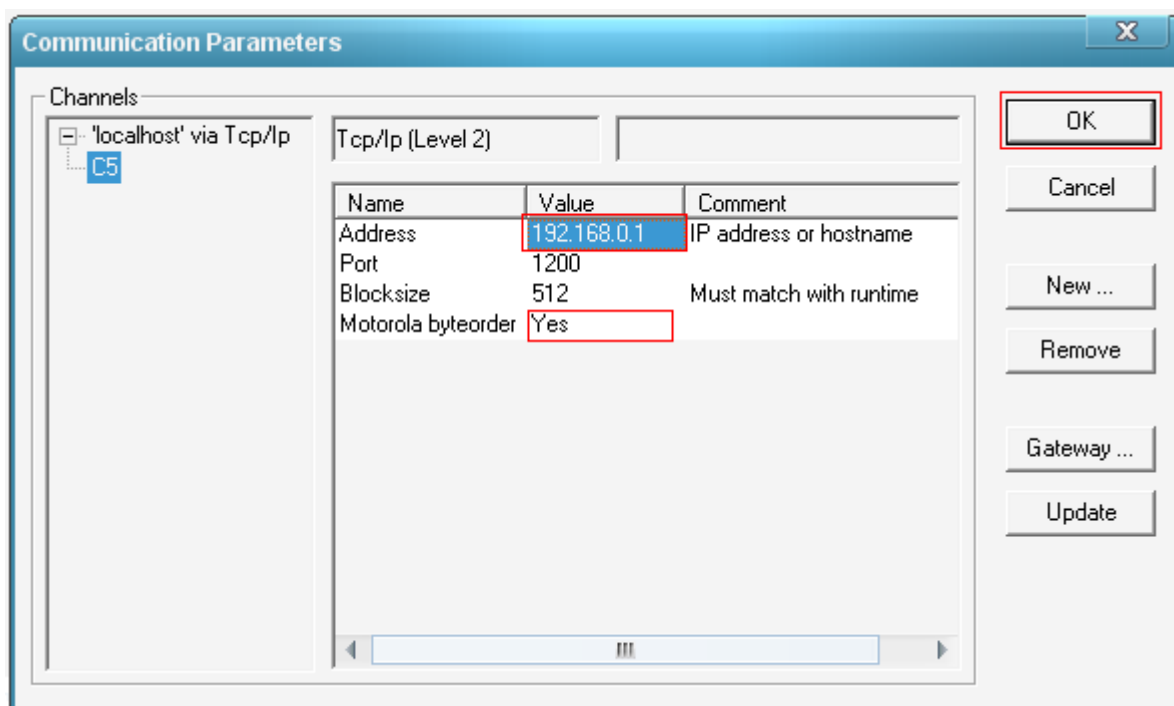 Communication Parameters
Channels
'localhost' via Tcp/Ip
C5
Tcp/Ip (Level 2)
Name Value Comment
Address 192.168.0.1 IP address or hostname
Port 1200
Blocksize 512 Must match with runtime
Motorola byteorder Yes
OK
Cancel
New ...
Remove
Gateway ...
Update